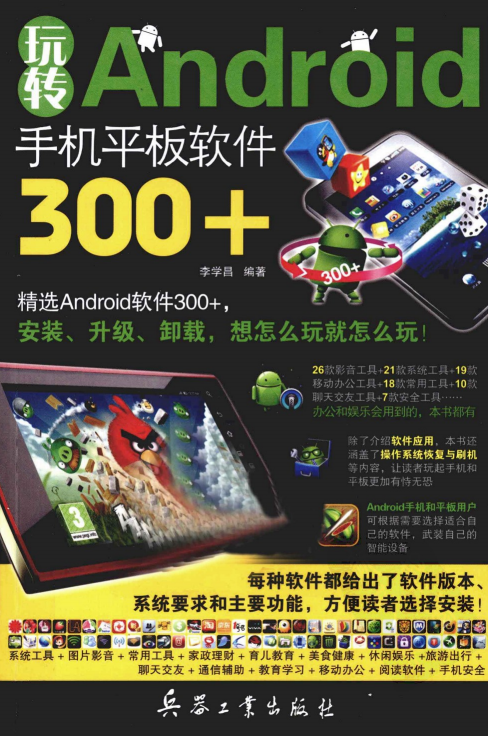 玩转Android
手机平板软件
300+
李学昌 编著
300+
精选Android软件300+,
安装、升级、卸载,想怎么玩就怎么玩!
26款影音工具+21款系统工具+19款
移动办公工具+18款常用工具+10款
聊天交友工具+7款安全工具……
办公和娱乐会用到的,本书都有
除了介绍软件应用,本书还
涵盖了操作系统恢复与刷机
等内容,让读者玩起手机和
平板更加有恃无恐
Android手机和平板用户
可根据需要选择适合自
己的软件,武装自己的
智能设备
3
每种软件都给出了软件版本、
系统要求和主要功能,方便读者选择安装!
系统工具+图片影音+常用工具+家政理财+育儿教育+美食健康+休闲娱乐+旅游出行+
聊天交友+通信辅助+教育学习+移动办公+阅读软件+手机安全
兵器工业出版社